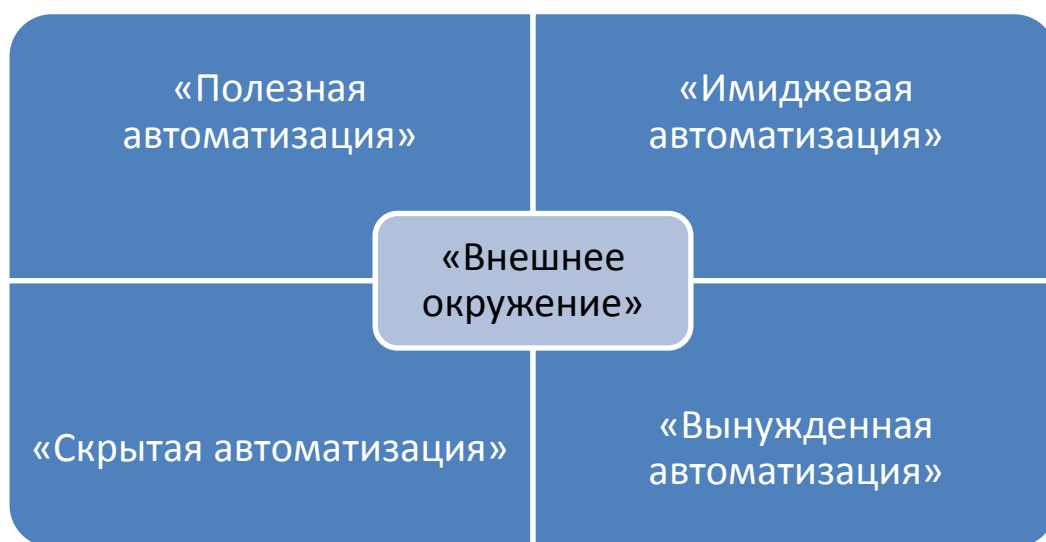 «Полезная
автоматизация»
«Имиджевая
автоматизация»
«Внешнее
окружение»
«Скрытая автоматизация»
«Вынужденная
автоматизация»